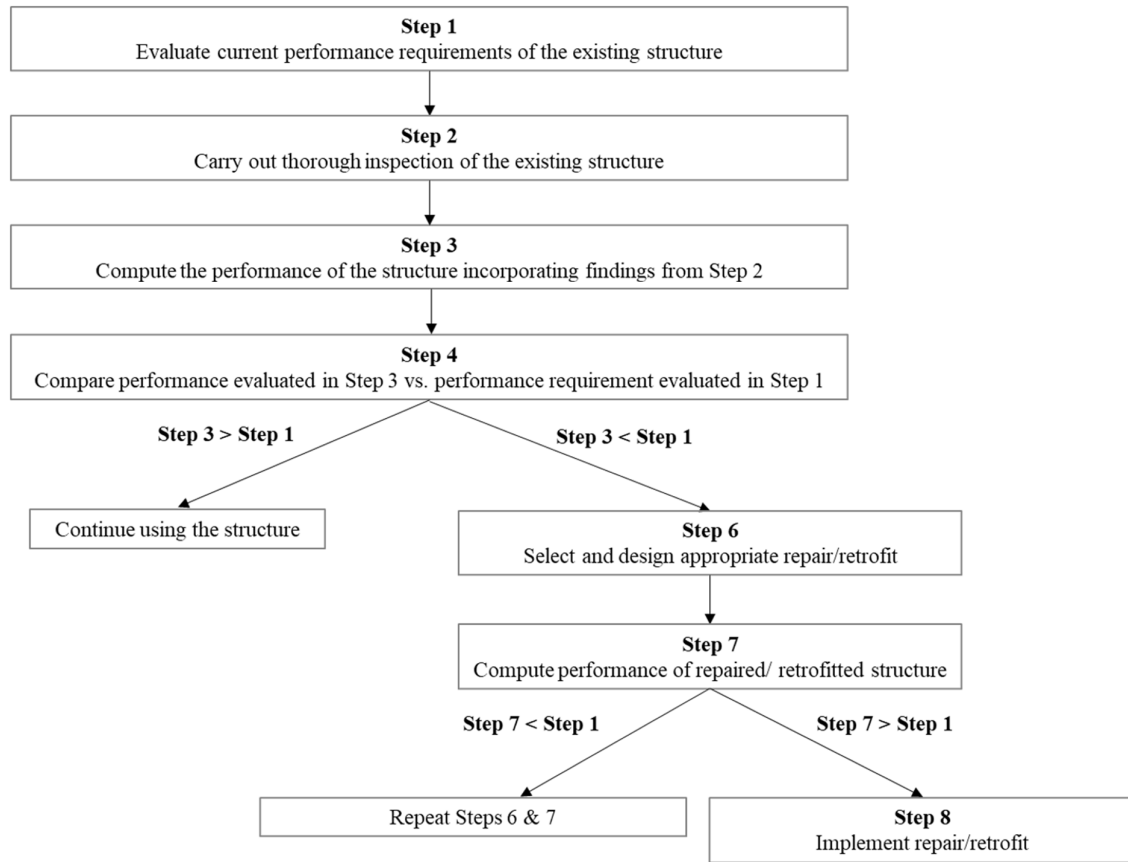 Step 1
Evaluate current performance requirements of the existing structure
Step 2
Carry out thorough inspection of the existing structure
Step 3
Compute the performance of the structure incorporating findings from Step 2
Step 4
Compare performance evaluated in Step 3 vs. performance requirement evaluated in Step 1
Step 3 > Step 1
Step 3 < Step 1
Continue using the structure
Step 6
Select and design appropriate repair/retrofit
Step 7
Compute performance of repaired/ retrofitted structure
Step 7 < Step 1
Step 7 > Step 1
Repeat Steps 6 & 7
Step 8
Implement repair/retrofit